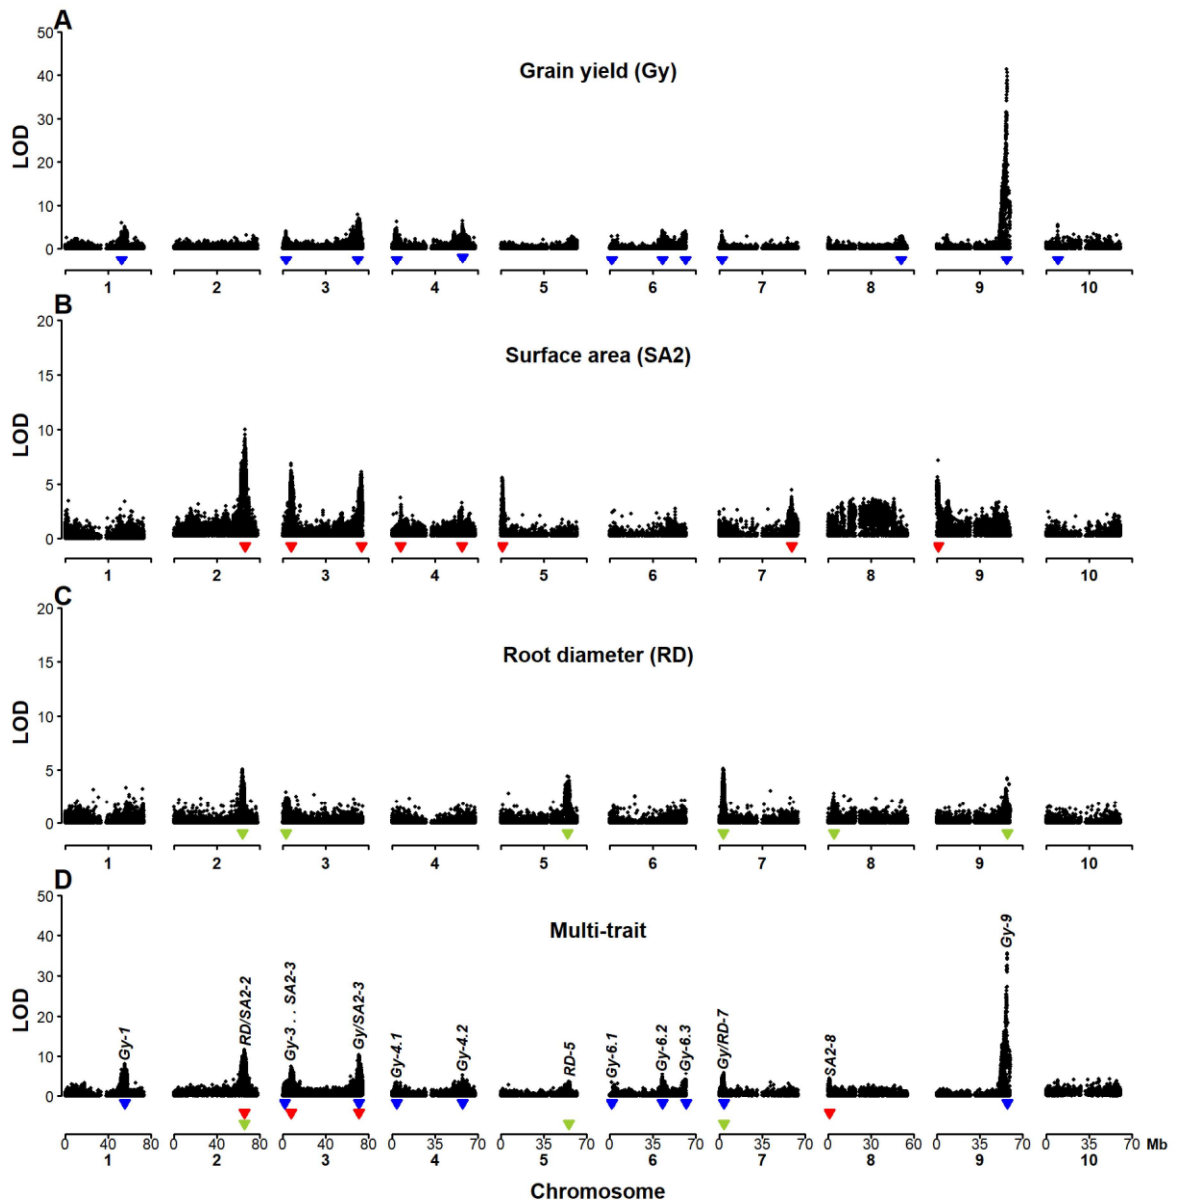 A
50
40
30
20
10
0
LOD
Grain yield (Gy)
1 2 3 4 5 6 7 8 9 10
B
20
15
10
5
0
LOD
Surface area (SA2)
1 2 3 4 5 6 7 8 9 10
C
20
15
10
5
0
LOD
Root diameter (RD)
1 2 3 4 5 6 7 8 9 10
D
50
40
30
20
10
0
LOD
Multi-trait
Gy-1
RD/SA2-2
Gy-3 . . SA2-3
Gy/SA2-3
Gy-4.1
Gy-4.2
RD-5
Gy-6.1
Gy-6.2
Gy-6.3
Gy/RD-7
SA2-8
Gy-9
0 40 80 0 40 80 0 40 80 0 35 70 0 35 70 0 35 70 0 35 70 0 30 60 0 35 70 0 35 70 Mb
1 2 3 4 5 6 7 8 9 10
Chromosome